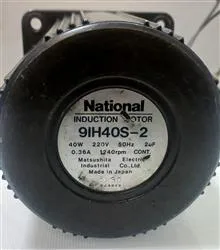 National
INDUCTION MOTOR
9IH40S-2
40W 220V 50Hz 2uF
0.36A 1240rpm CONT.
Matsushita Electric
Industrial Co., Ltd.
Made in Japan